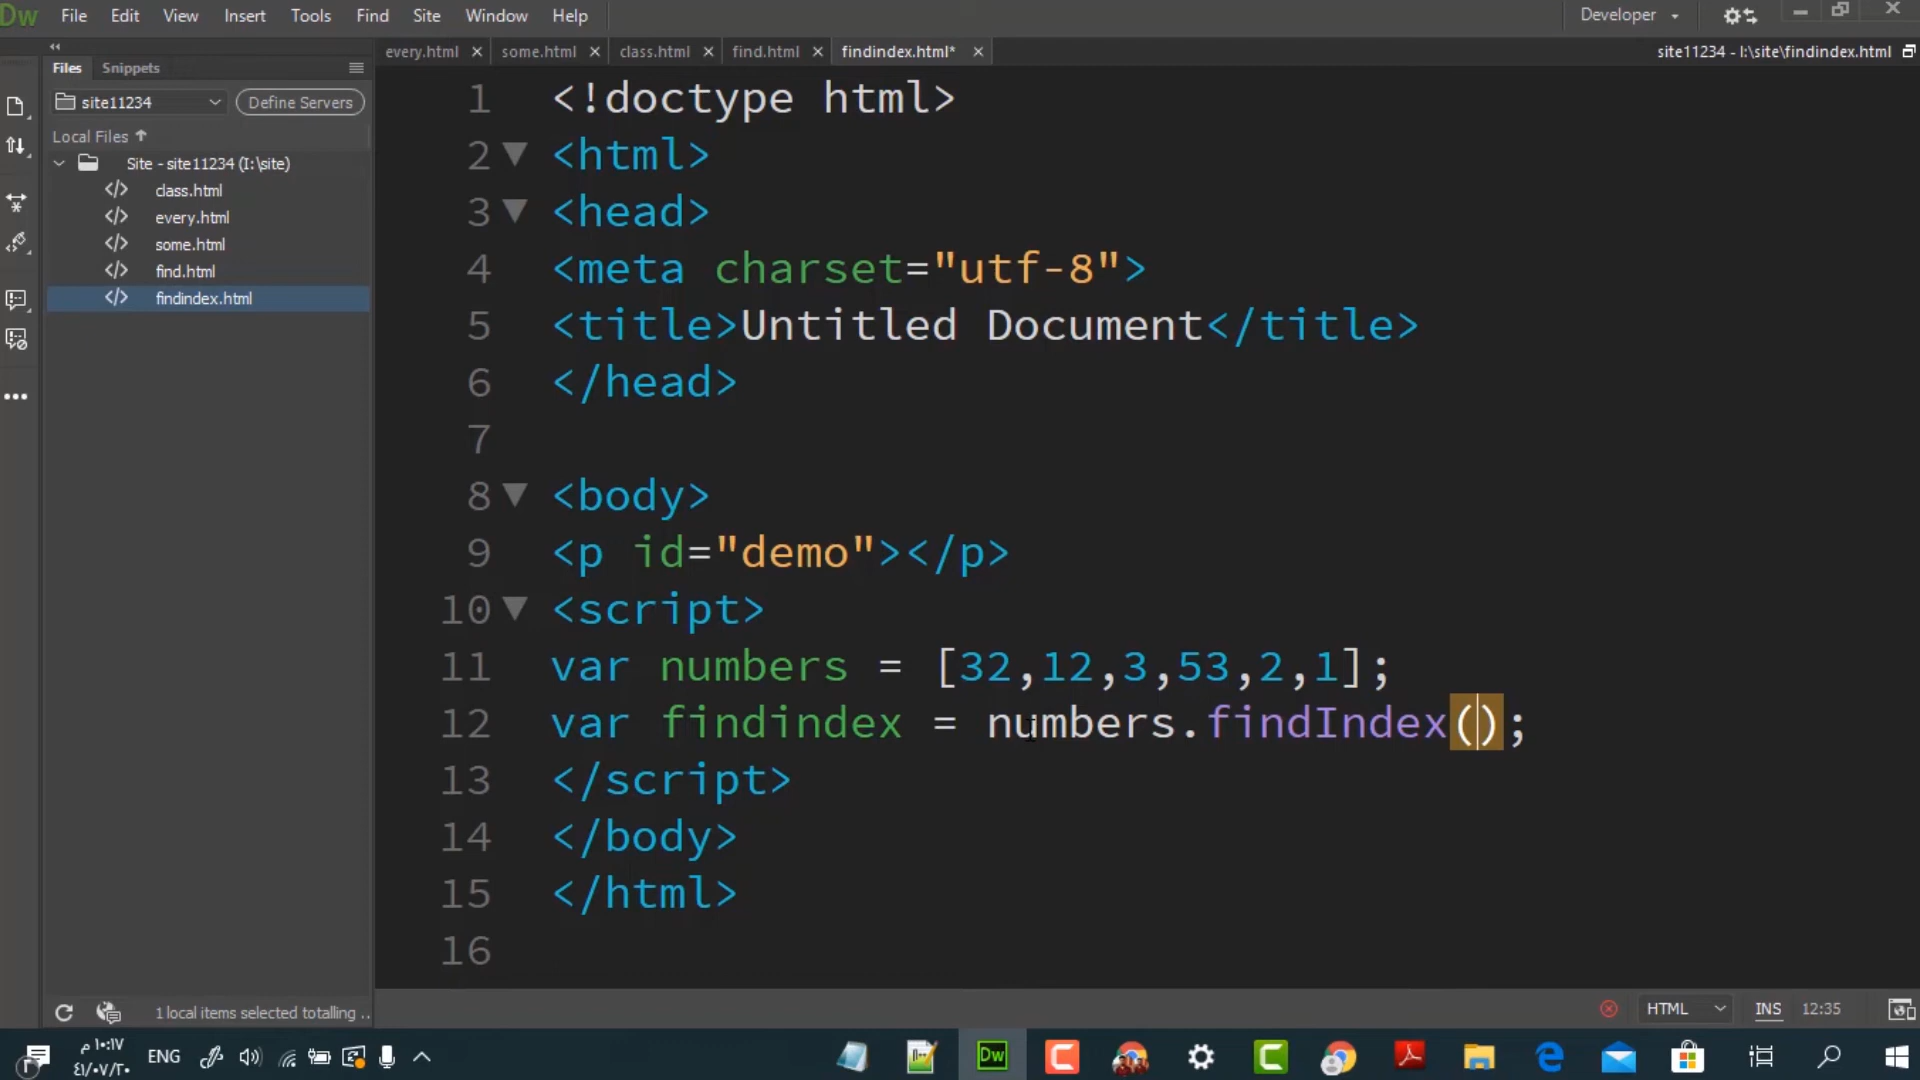 Dw File Edit View Insert Tools Find Site Window Help Developer
every.html some.html class.html find.html findindex.html* site11234 - I:\site\findindex.html
Files Snippets
site11234 Define Servers
Local Files
Site - site11234 (I:\site)
class.html
every.html
some.html
find.html
findindex.html
1 <!doctype html>
2 <html>
3 <head>
4 <meta charset="utf-8">
5 <title>Untitled Document</title>
6 </head>
7
8 <body>
9 <p id="demo"></p>
10 <script>
11 var numbers = [32,12,3,53,2,1];
12 var findindex = numbers.findIndex();
13 </script>
14 </body>
15 </html>
16
1 local items selected totalling ..
HTML INS 12:35
ENG
١٠:١٧ م
Dw